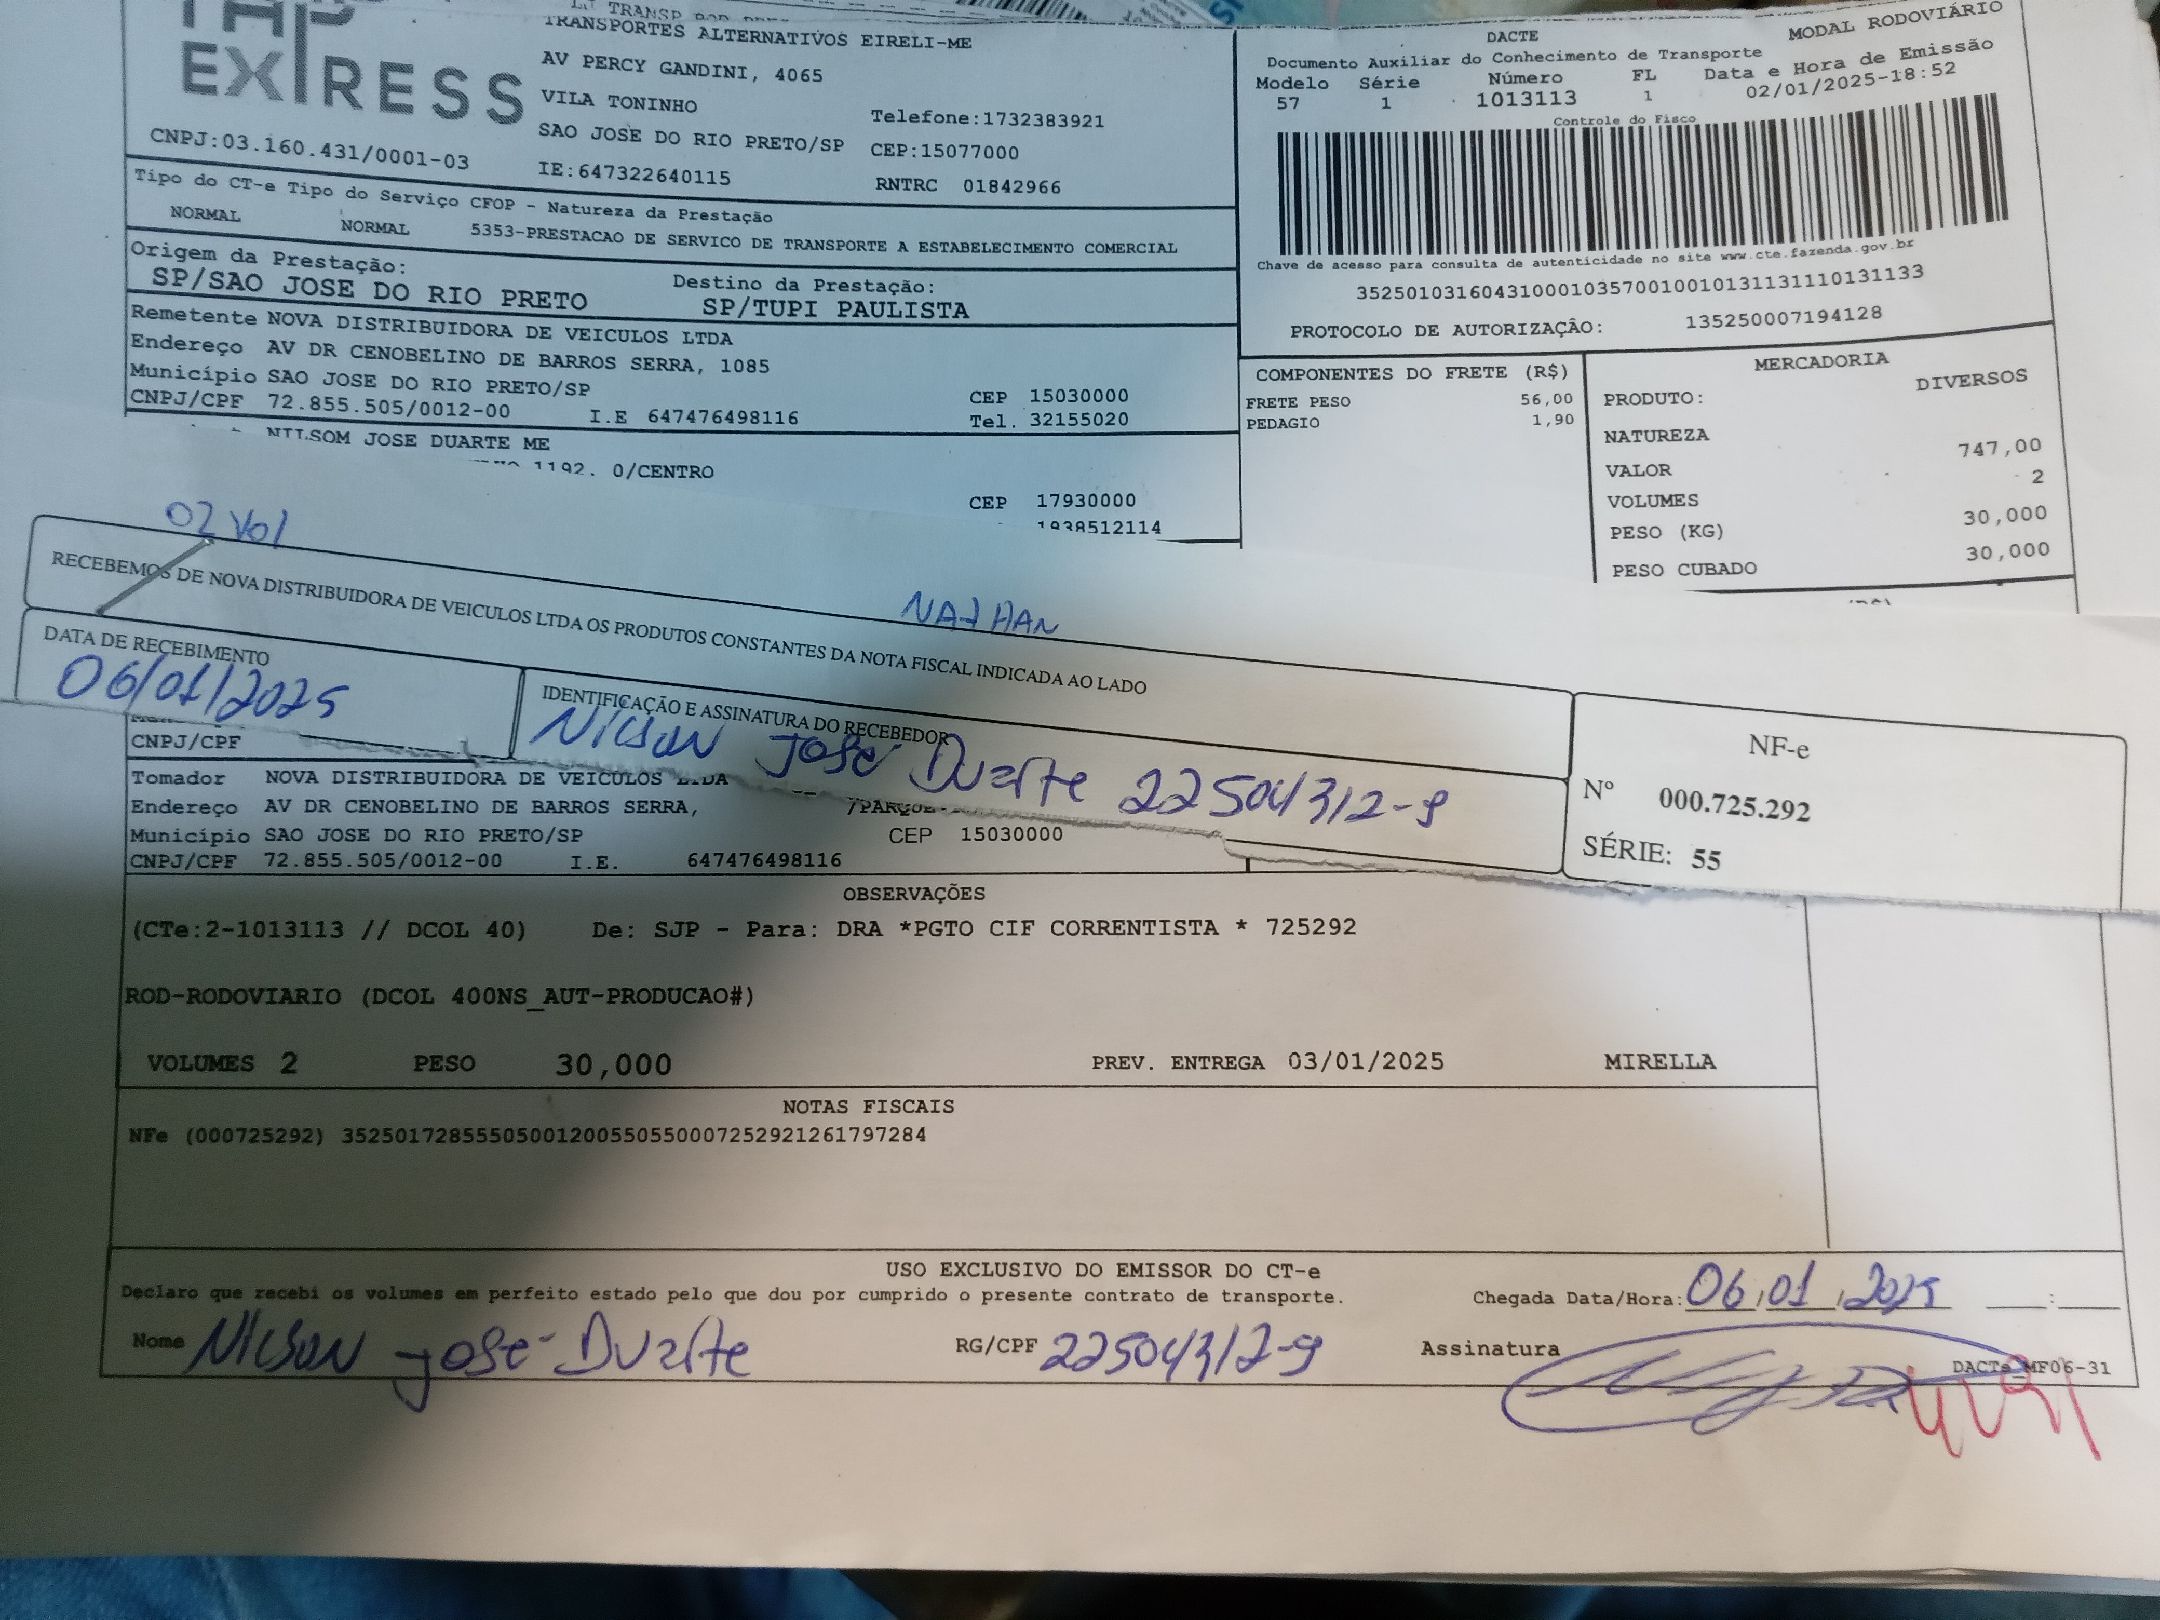 EXPRESS
CNPJ:03.160.431/0001-03
TRANSPORTES ALTERNATIVOS EIRELI-ME
AV PERCY GANDINI, 4065
VILA TONINHO
Telefone:1732383921
SAO JOSE DO RIO PRETO/SP CEP:15077000
IE:647322640115 RNTRC 01842966
DACTE MODAL RODOVIÁRIO
Documento Auxiliar do Conhecimento de Transporte
Modelo Série Número FL Data e Hora de Emissão
57 1 1013113 1 02/01/2025-18:52
Controle do Fisco
Chave de acesso para consulta de autenticidade no site www.cte.fazenda.gov.br
35250103160431000103570010010131131110131133
PROTOCOLO DE AUTORIZAÇÃO: 135250007194128
Tipo do CT-e Tipo do Serviço CFOP - Natureza da Prestação
NORMAL NORMAL 5353-PRESTACAO DE SERVICO DE TRANSPORTE A ESTABELECIMENTO COMERCIAL
Origem da Prestação: Destino da Prestação:
SP/SAO JOSE DO RIO PRETO SP/TUPI PAULISTA
Remetente NOVA DISTRIBUIDORA DE VEICULOS LTDA
Endereço AV DR CENOBELINO DE BARROS SERRA, 1085
Município SAO JOSE DO RIO PRETO/SP CEP 15030000
CNPJ/CPF 72.855.505/0012-00 I.E 647476498116 Tel. 32155020
NILSOM JOSE DUARTE ME
1192. 0/CENTRO
CEP 17930000
1838512114
COMPONENTES DO FRETE (R$)
FRETE PESO 56,00
PEDAGIO 1,90
MERCADORIA
PRODUTO: DIVERSOS
NATUREZA
VALOR 747,00
VOLUMES 2
PESO (KG) 30,000
PESO CUBADO 30,000
02 Vol
NATHAN
RECEBEMOS DE NOVA DISTRIBUIDORA DE VEICULOS LTDA OS PRODUTOS CONSTANTES DA NOTA FISCAL INDICADA AO LADO
DATA DE RECEBIMENTO
06/01/2025
IDENTIFICAÇÃO E ASSINATURA DO RECEBEDOR
Nilson Jose Duarte 22504312-9
NF-e
Nº 000.725.292
SÉRIE: 55
CNPJ/CPF
Tomador NOVA DISTRIBUIDORA DE VEICULOS LTDA
Endereço AV DR CENOBELINO DE BARROS SERRA, /PARQUE
Município SAO JOSE DO RIO PRETO/SP CEP 15030000
CNPJ/CPF 72.855.505/0012-00 I.E. 647476498116
OBSERVAÇÕES
(CTe:2-1013113 // DCOL 40) De: SJP - Para: DRA *PGTO CIF CORRENTISTA * 725292
ROD-RODOVIARIO (DCOL 400NS_AUT-PRODUCAO#)
VOLUMES 2 PESO 30,000 PREV. ENTREGA 03/01/2025 MIRELLA
NOTAS FISCAIS
NFe (000725292) 35250172855505001200550550007252921261797284
USO EXCLUSIVO DO EMISSOR DO CT-e
Declaro que recebi os volumes em perfeito estado pelo que dou por cumprido o presente contrato de transporte.
Chegada Data/Hora: 06/01/2025 __:__
Nome Nilson Jose Duarte RG/CPF 22504312-9 Assinatura
DACTe_MF06-31